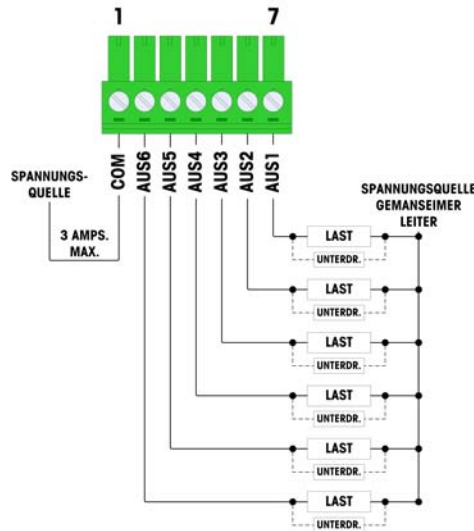 1 7
COM
AUS6
AUS5
AUS4
AUS3
AUS2
AUS1
SPANNUNGS-
QUELLE
3 AMPS.
MAX.
SPANNUNGSQUELLE
GEMANSEIMER
LEITER
LAST
UNTERDR.
LAST
UNTERDR.
LAST
UNTERDR.
LAST
UNTERDR.
LAST
UNTERDR.
LAST
UNTERDR.